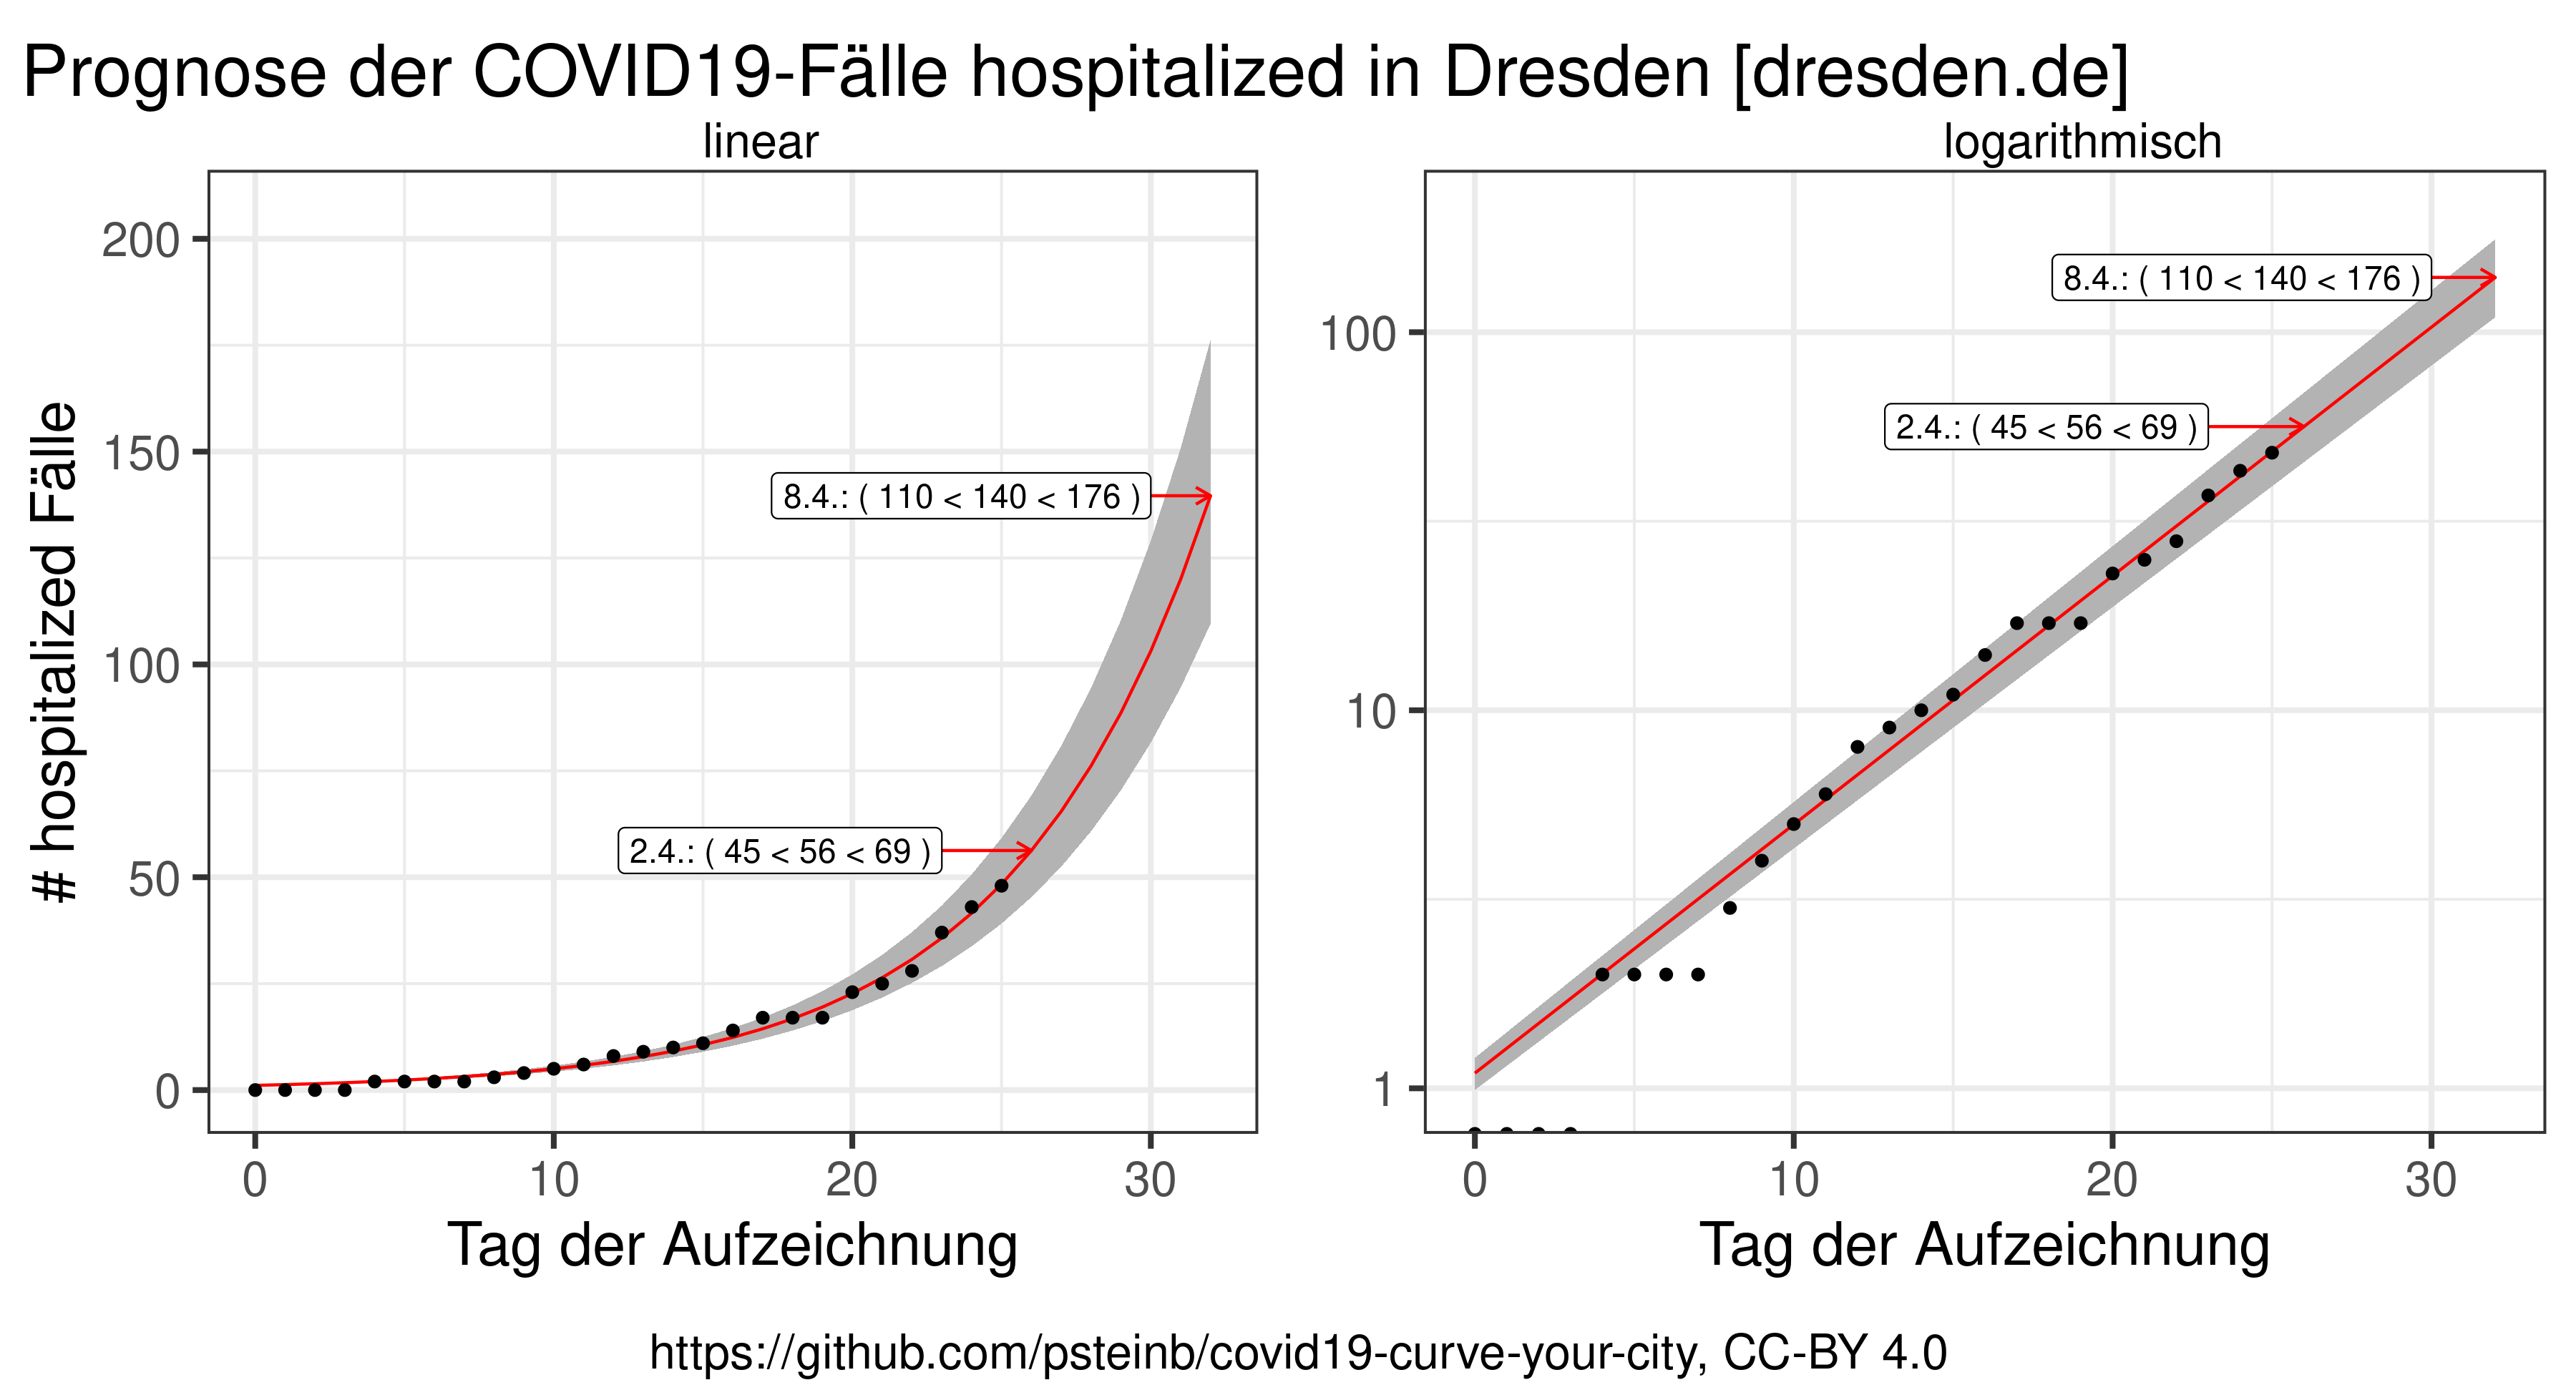 Prognose der COVID19-Fälle hospitalized in Dresden [dresden.de]
linear
# hospitalized Fälle
200
150
100
50
0
8.4.: ( 110 < 140 < 176 )
2.4.: ( 45 < 56 < 69 )
0 10 20 30
Tag der Aufzeichnung
logarithmisch
100
10
1
8.4.: ( 110 < 140 < 176 )
2.4.: ( 45 < 56 < 69 )
0 10 20 30
Tag der Aufzeichnung
https://github.com/psteinb/covid19-curve-your-city, CC-BY 4.0